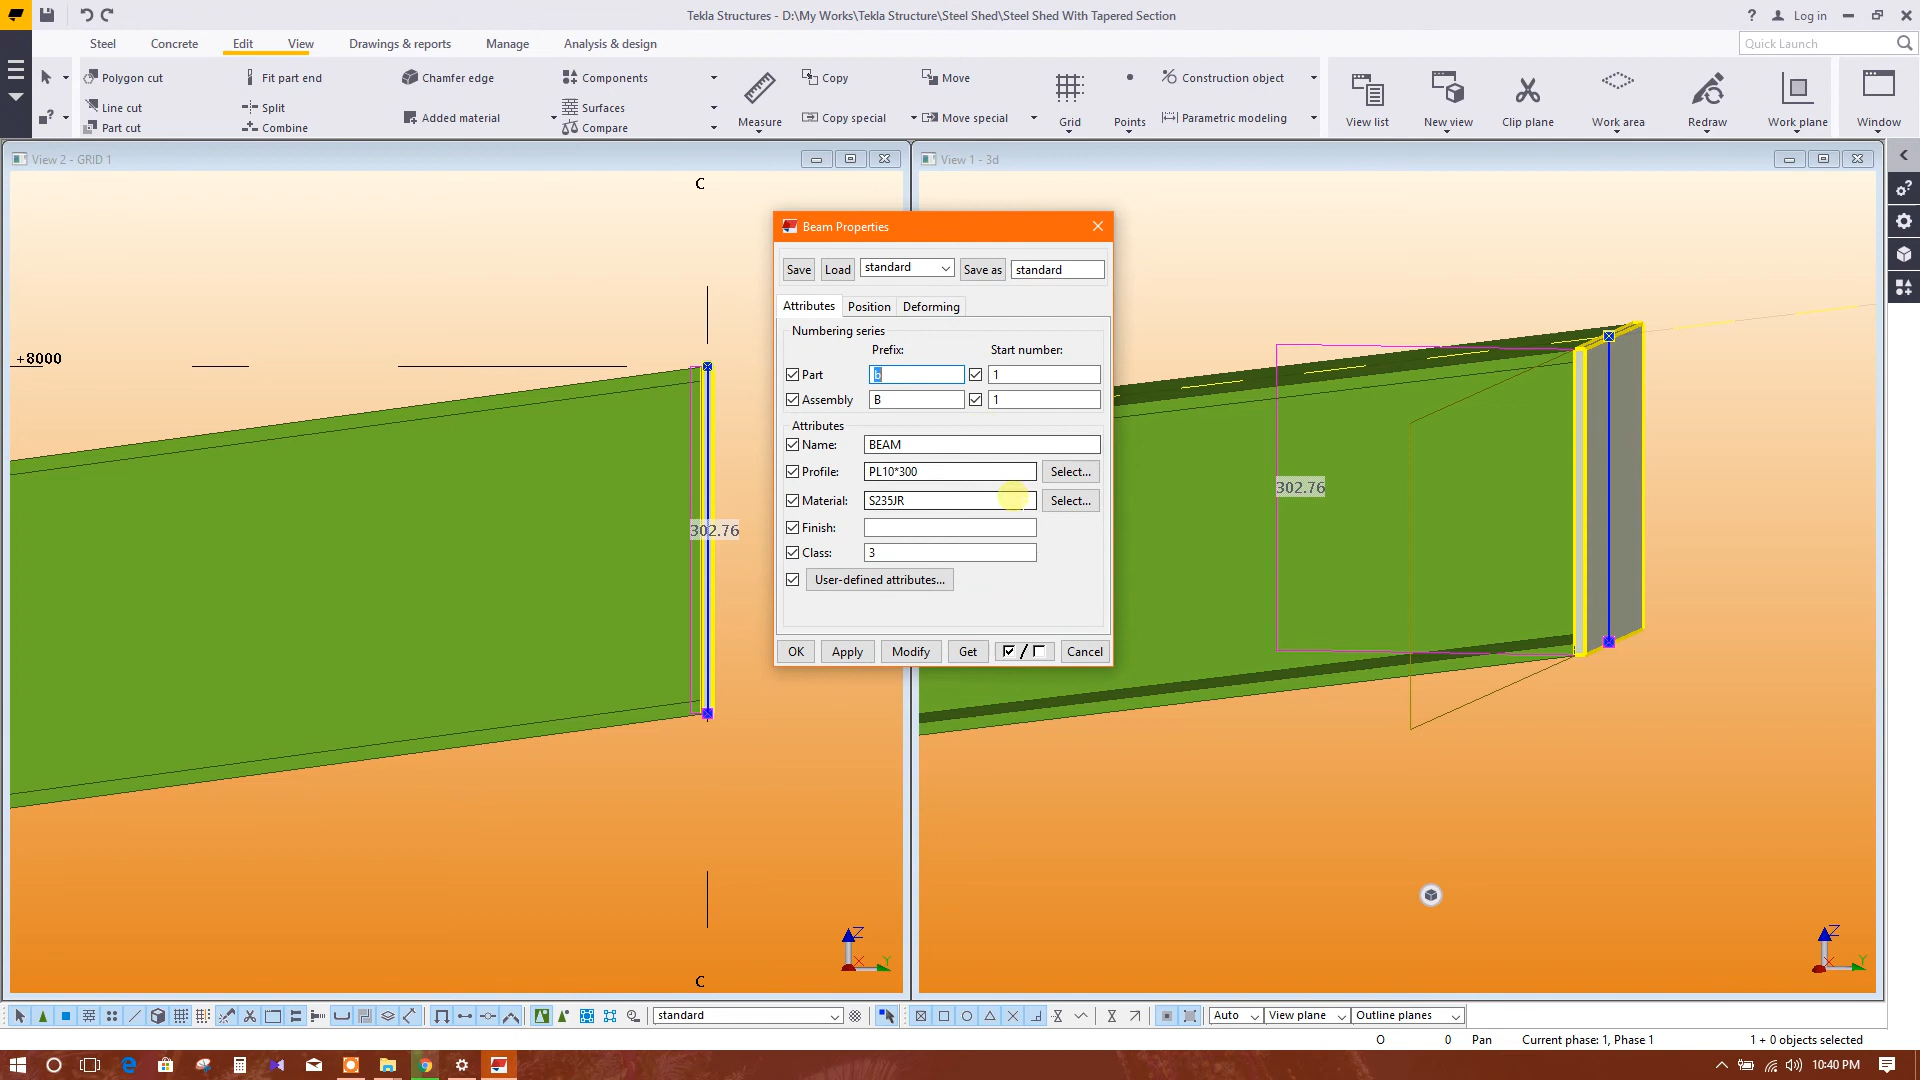 Tekla Structures - D:\My Works\Tekla Structure\Steel Shed\Steel Shed With Tapered Section
? Log in
Steel Concrete Edit View Drawings & reports Manage Analysis & design
Quick Launch
Polygon cut Fit part end Chamfer edge Components Copy Move Construction object
Line cut Split Surfaces
Added material Copy special Move special Parametric modeling
Part cut Combine Compare
Measure Grid Points View list New view Clip plane Work area Redraw Work plane Window
View 2 - GRID 1
View 1 - 3d
C
Beam Properties
Save Load standard Save as standard
Attributes Position Deforming
Numbering series
Prefix: Start number:
Part b 1
Assembly B 1
Attributes
Name: BEAM
Profile: PL10*300 Select...
Material: S235JR Select...
Finish:
Class: 3
User-defined attributes...
OK Apply Modify Get / Cancel
+8000
302.76
302.76
C
Z
X
Y
Z
X
Y
standard
Auto View plane Outline planes
O 0 Pan Current phase: 1, Phase 1 1 + 0 objects selected
10:40 PM